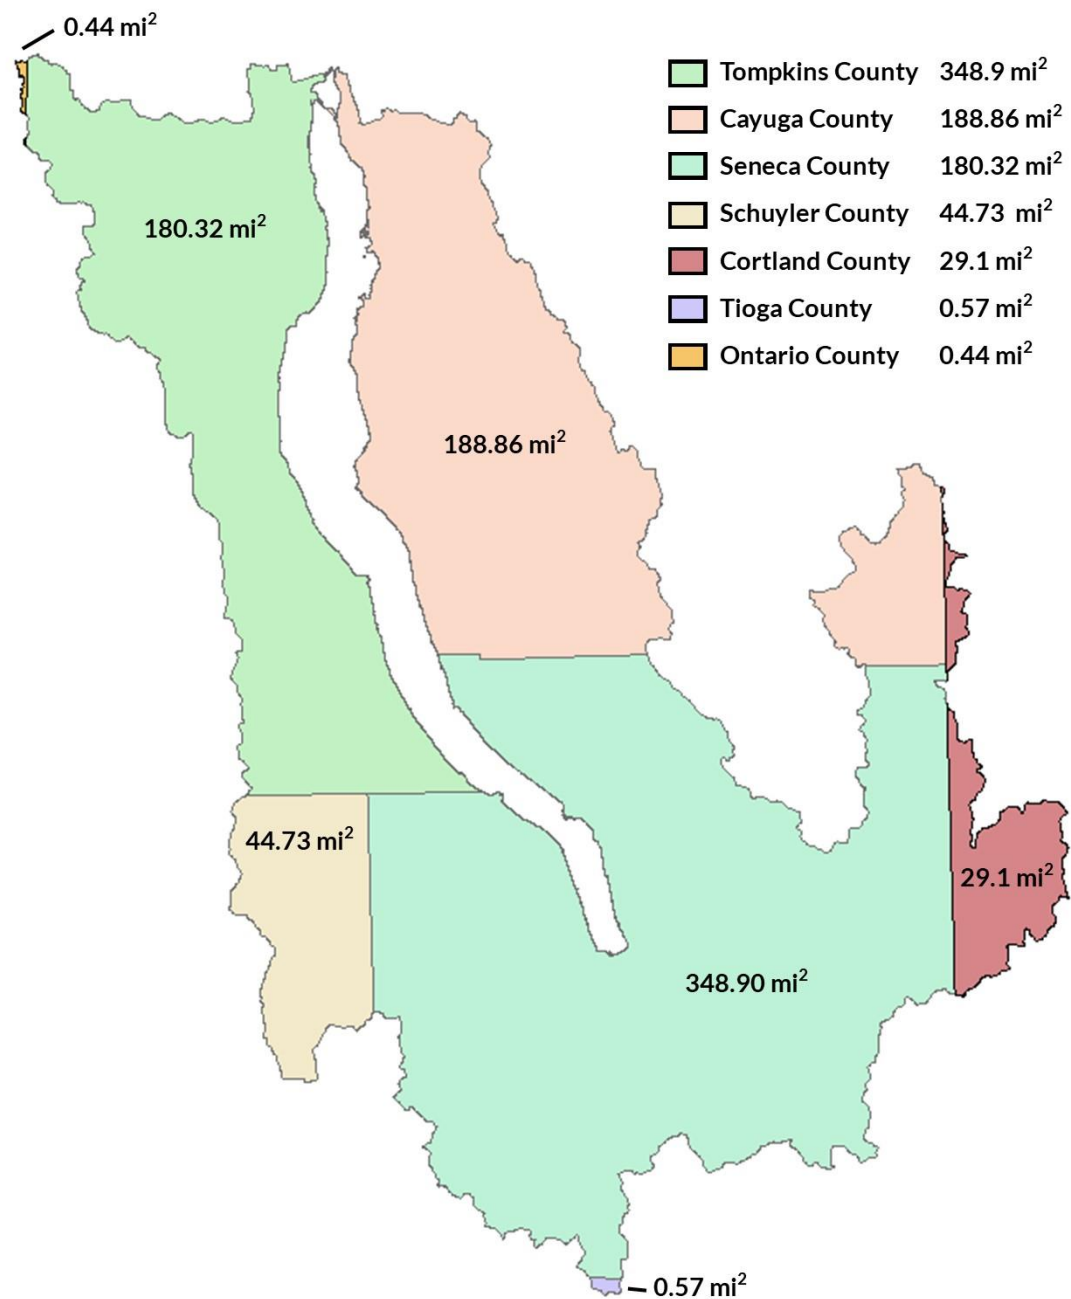 0.44 mi²
Tompkins County 348.9 mi²
Cayuga County 188.86 mi²
Seneca County 180.32 mi²
Schuyler County 44.73 mi²
Cortland County 29.1 mi²
Tioga County 0.57 mi²
Ontario County 0.44 mi²
180.32 mi²
188.86 mi²
44.73 mi²
29.1 mi²
348.90 mi²
0.57 mi²